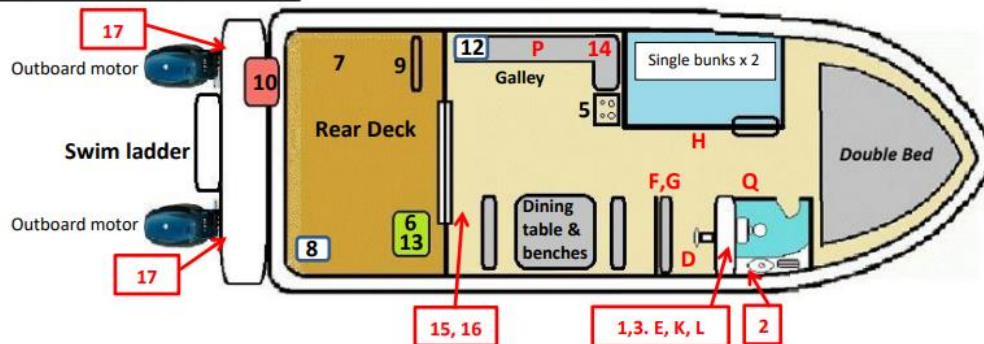 17
Outboard motor
10
7
9
12
P
14
Galley
5
Single bunks x 2
Rear Deck
Swim ladder
H
Double Bed
F,G
Q
Outboard motor
6
13
8
Dining
table &
benches
D
17
15, 16
1,3. E, K, L
2